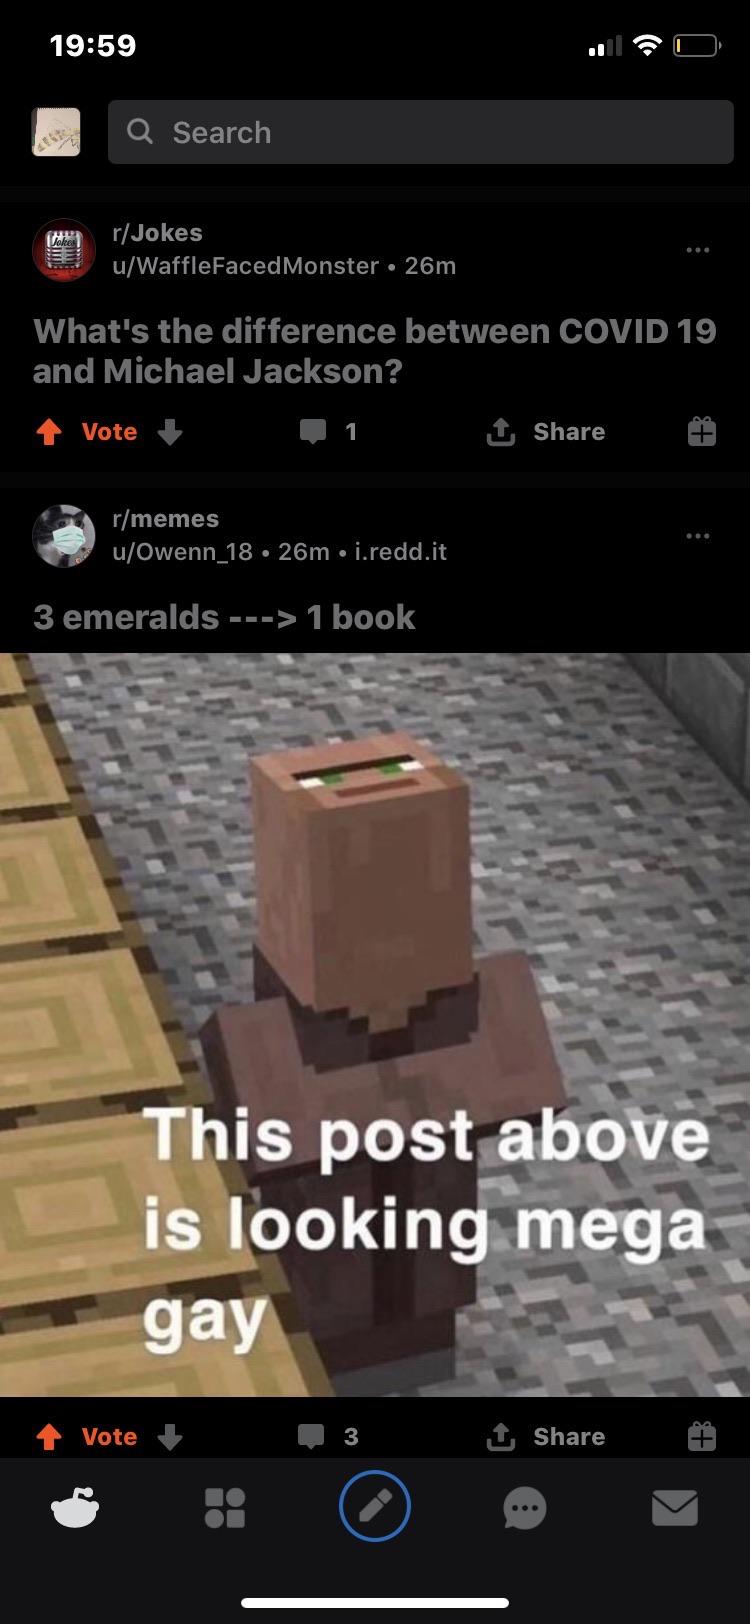 19:59
Search
r/Jokes
u/WaffleFacedMonster • 26m
What's the difference between COVID 19
and Michael Jackson?
Vote
1
Share
r/memes
u/Owenn_18 • 26m • i.redd.it
3 emeralds ---> 1 book
This post above
is looking mega
gay
Vote
3
Share